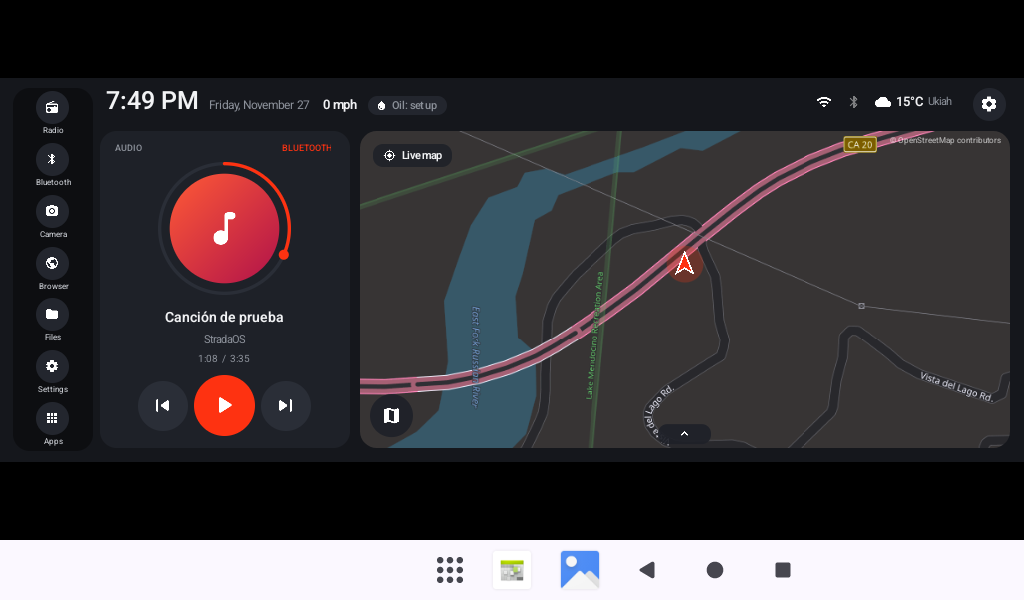 7:49 PM Friday, November 27 0 mph Oil: set up 15°C Ukiah
Radio
Bluetooth
Camera
Browser
Files
Settings
Apps
AUDIO BLUETOOTH
Canción de prueba
StradaOS
1:08 / 3:35
Live map
CA 20
© OpenStreetMap contributors
East Fork Russian River
Lake Mendocino Recreation Area
del Lago Rd.
Vista del Lago Rd.